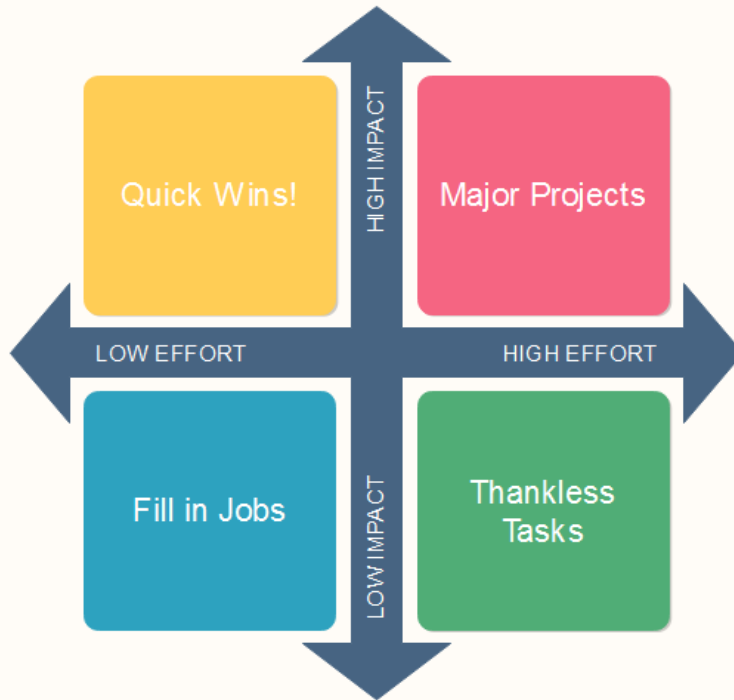 HIGH IMPACT
Quick Wins!
Major Projects
LOW EFFORT
HIGH EFFORT
Fill in Jobs
LOW IMPACT
Thankless
Tasks